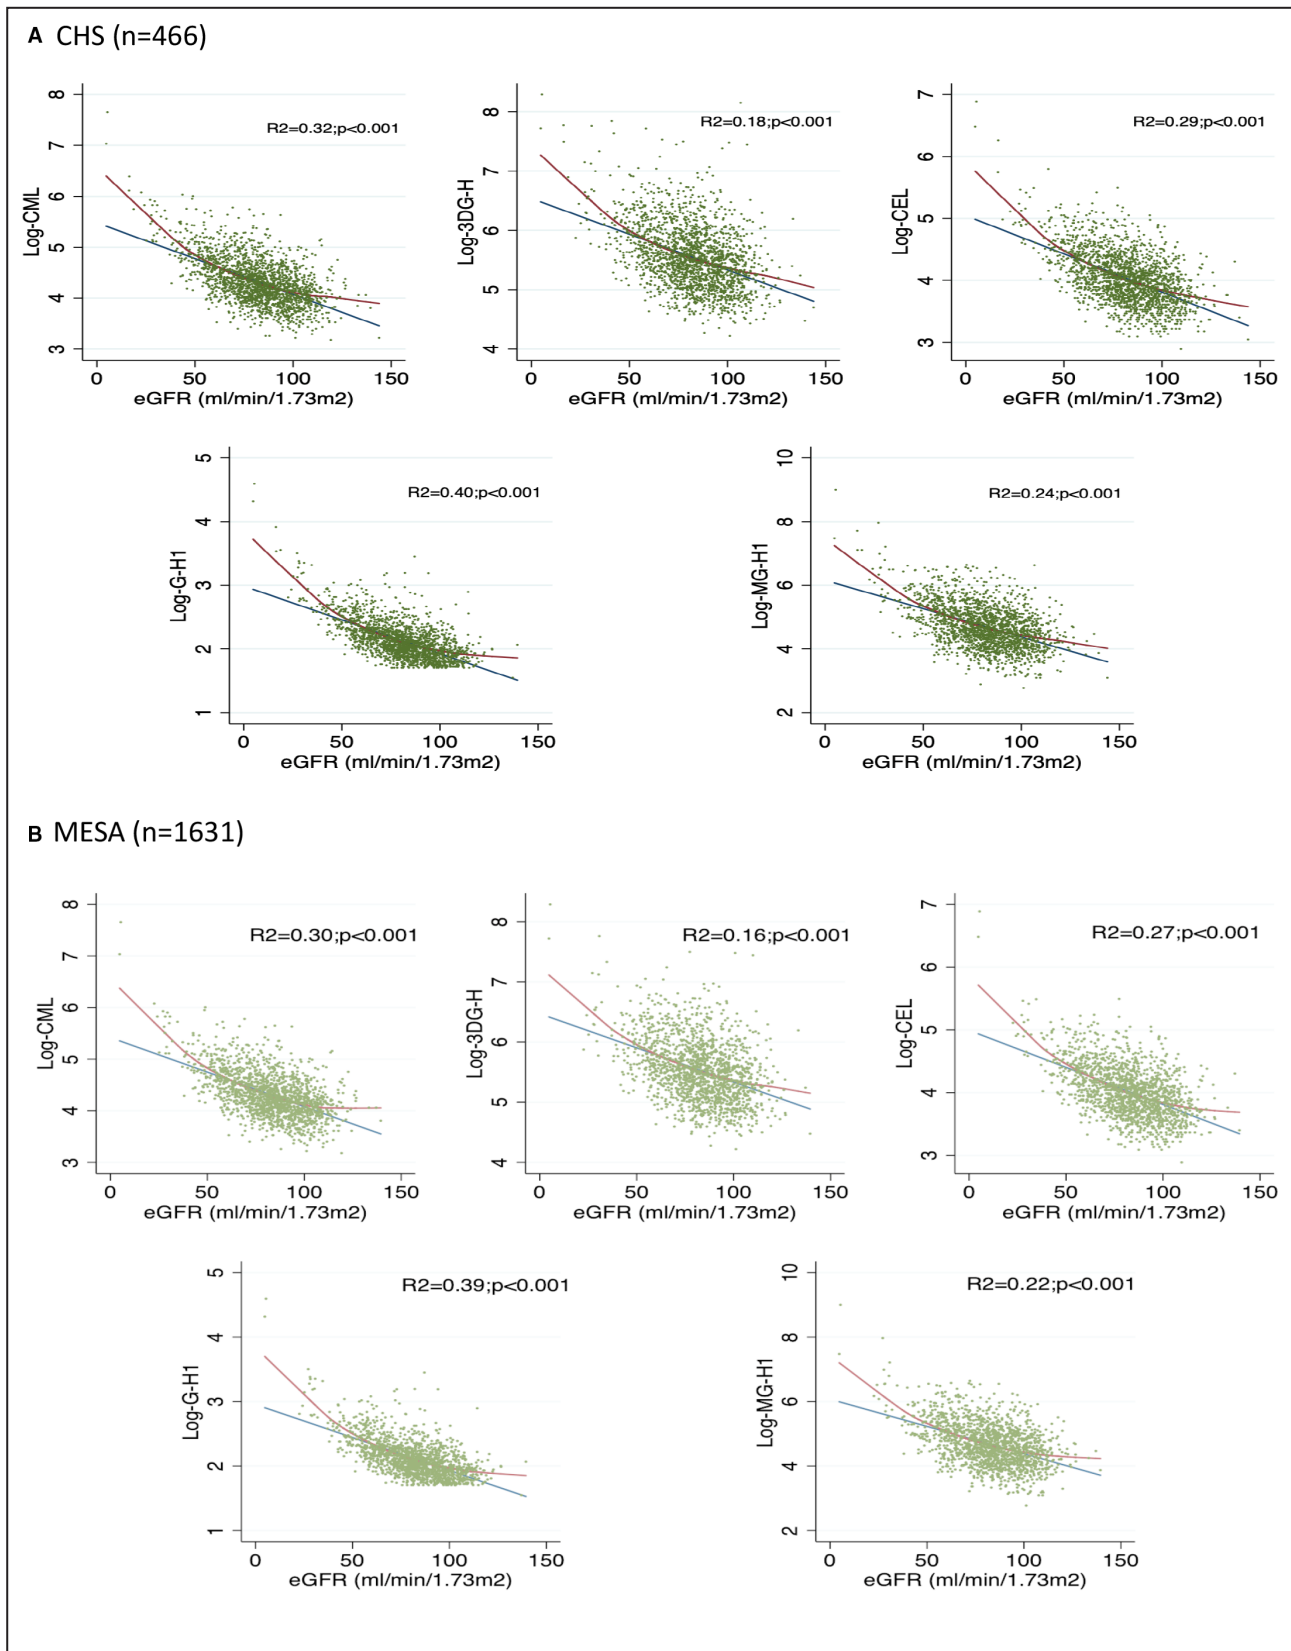 A CHS (n=466)
Log-CML
8
7
6
5
4
3
R2=0.32;p<0.001
0 50 100 150
eGFR (ml/min/1.73m2)
Log-3DG-H
8
7
6
5
4
R2=0.18;p<0.001
0 50 100 150
eGFR (ml/min/1.73m2)
Log-CEL
7
6
5
4
3
R2=0.29;p<0.001
0 50 100 150
eGFR (ml/min/1.73m2)
Log-G-H1
5
4
3
2
1
R2=0.40;p<0.001
0 50 100 150
eGFR (ml/min/1.73m2)
Log-MG-H1
10
8
6
4
2
R2=0.24;p<0.001
0 50 100 150
eGFR (ml/min/1.73m2)
B MESA (n=1631)
Log-CML
8
7
6
5
4
3
R2=0.30;p<0.001
0 50 100 150
eGFR (ml/min/1.73m2)
Log-3DG-H
8
7
6
5
4
R2=0.16;p<0.001
0 50 100 150
eGFR (ml/min/1.73m2)
Log-CEL
7
6
5
4
3
R2=0.27;p<0.001
0 50 100 150
eGFR (ml/min/1.73m2)
Log-G-H1
5
4
3
2
1
R2=0.39;p<0.001
0 50 100 150
eGFR (ml/min/1.73m2)
Log-MG-H1
10
8
6
4
2
R2=0.22;p<0.001
0 50 100 150
eGFR (ml/min/1.73m2)